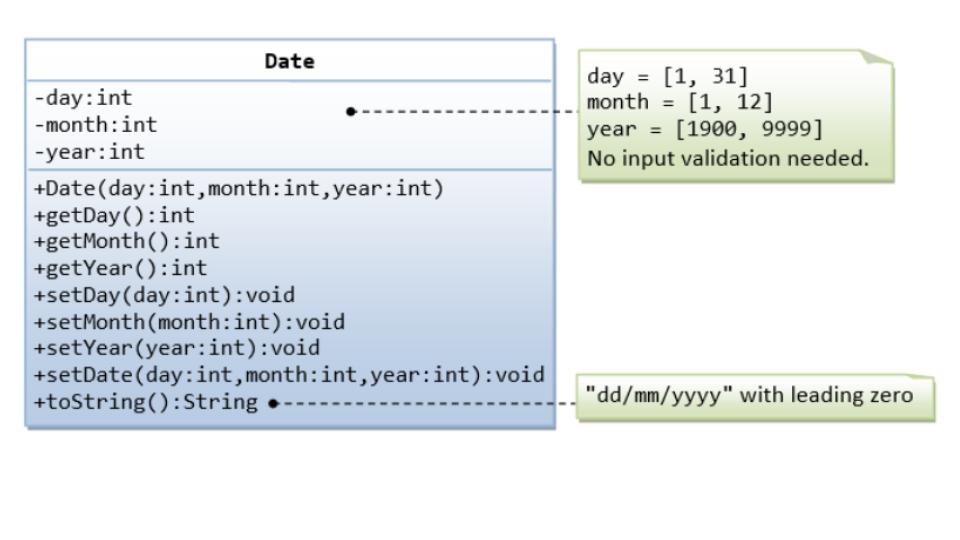 Date
-day:int
-month:int
-year:int
day = [1, 31]
month = [1, 12]
year = [1900, 9999]
No input validation needed.
+Date(day:int,month:int,year:int)
+getDay():int
+getMonth():int
+getYear():int
+setDay(day:int):void
+setMonth(month:int):void
+setYear(year:int):void
+setDate(day:int,month:int,year:int):void
+toString():String
"dd/mm/yyyy" with leading zero